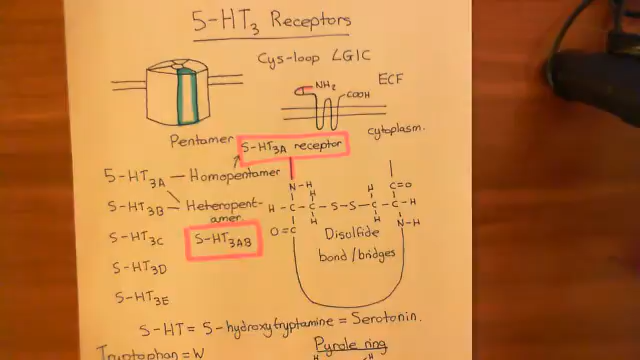 5-HT3 Receptors
Cys-loop LGIC
NH2
COOH
ECF
cytoplasm.
Pentamer
5-HT3A receptor
5-HT3A — Homopentamer
5-HT3B — Heteropent-
amer
5-HT3C
5-HT3AB
5-HT3D
5-HT3E
N-H
H-C-C-H
H
H
S-S
H
C-C-H
H
C=O
N-H
O=C
Disulfide
bond/bridges
5-HT = 5-hydroxytryptamine = Serotonin.
Tryptophan = W
Pyrole ring
H
H